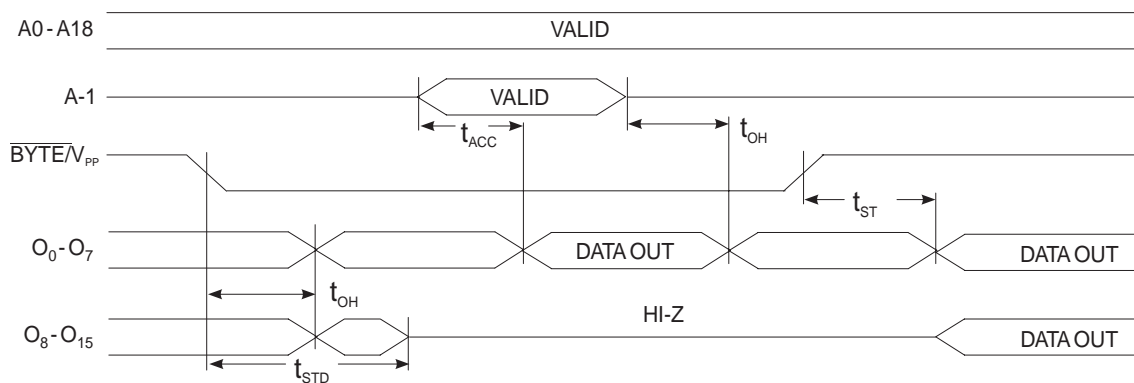 A0-A18 VALID
A-1 VALID
tACC tOH
BYTE/VPP
tST
O0-O7 DATA OUT DATA OUT
tOH
O8-O15 HI-Z DATA OUT
tSTD